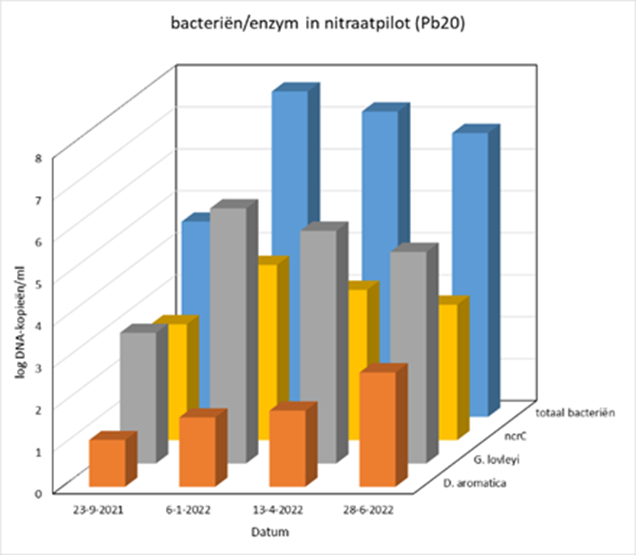 bacteriën/enzym in nitraatpilot (Pb20)
log DNA-kopieën/ml
8
7
6
5
4
3
2
1
0
23-9-2021
6-1-2022
13-4-2022
28-6-2022
Datum
totaal bacteriën
ncrC
G. lovleyi
D. aromatica